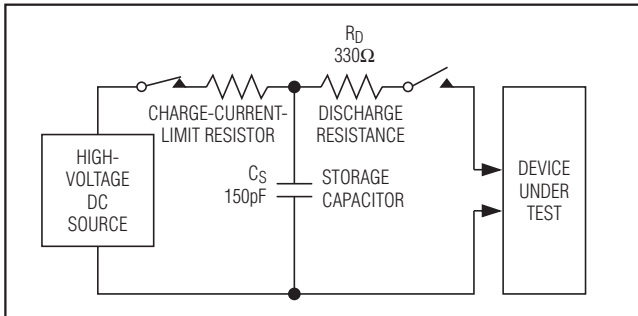 RD
330Ω
CHARGE-CURRENT-
LIMIT RESISTOR
DISCHARGE
RESISTANCE
HIGH-
VOLTAGE
DC
SOURCE
CS
150pF
STORAGE
CAPACITOR
DEVICE
UNDER
TEST